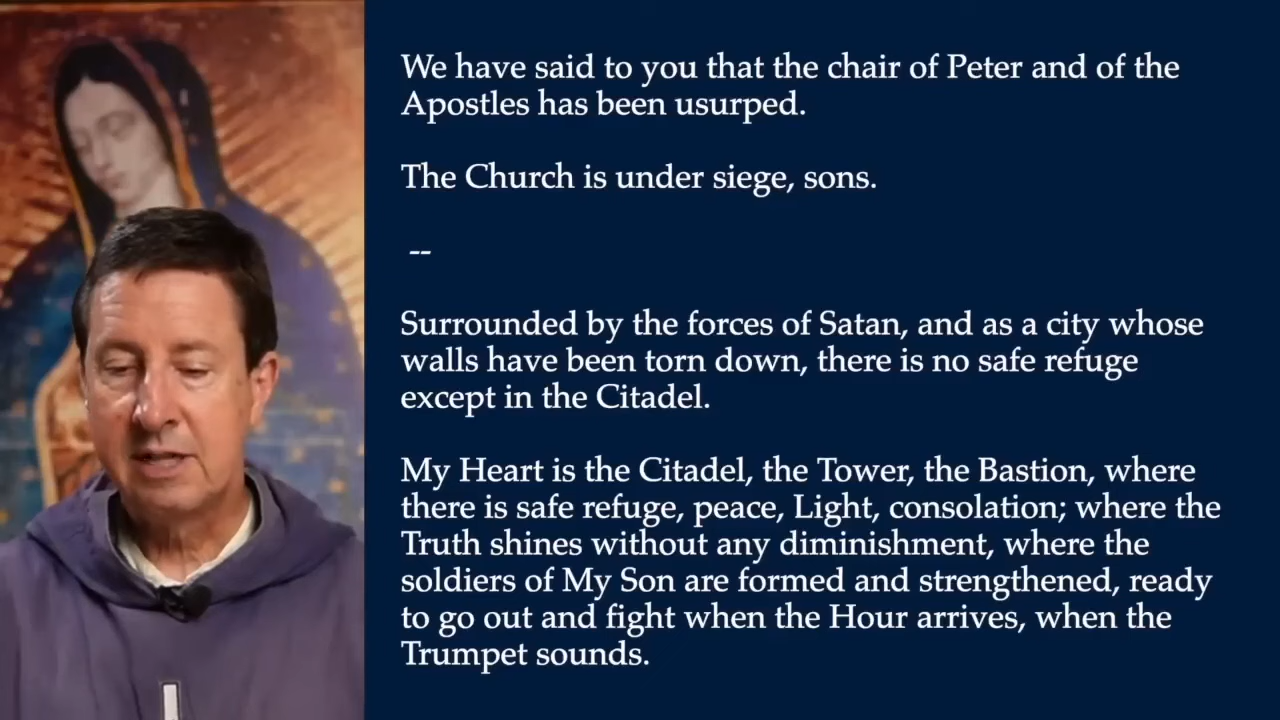 We have said to you that the chair of Peter and of the
Apostles has been usurped.
The Church is under siege, sons.
--
Surrounded by the forces of Satan, and as a city whose
walls have been torn down, there is no safe refuge
except in the Citadel.
My Heart is the Citadel, the Tower, the Bastion, where
there is safe refuge, peace, Light, consolation; where the
Truth shines without any diminishment, where the
soldiers of My Son are formed and strengthened, ready
to go out and fight when the Hour arrives, when the
Trumpet sounds.